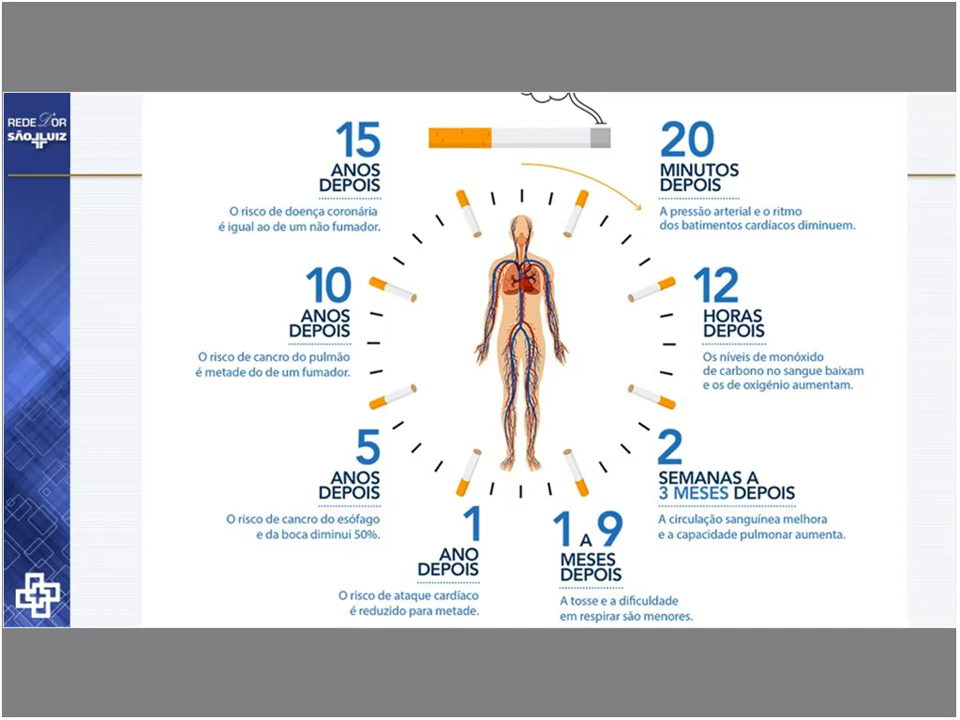 REDE D'OR
SÃO LUIZ
20
MINUTOS
DEPOIS
A pressão arterial e o ritmo
dos batimentos cardíacos diminuem.
12
HORAS
DEPOIS
Os níveis de monóxido
de carbono no sangue baixam
e os de oxigénio aumentam.
2
SEMANAS A
3 MESES DEPOIS
A circulação sanguínea melhora
e a capacidade pulmonar aumenta.
1 A 9
MESES
DEPOIS
A tosse e a dificuldade
em respirar são menores.
1
ANO
DEPOIS
O risco de ataque cardíaco
é reduzido para metade.
5
ANOS
DEPOIS
O risco de cancro do esófago
e da boca diminui 50%.
10
ANOS
DEPOIS
O risco de cancro do pulmão
é metade do de um fumador.
15
ANOS
DEPOIS
O risco de doença coronária
é igual ao de um não fumador.